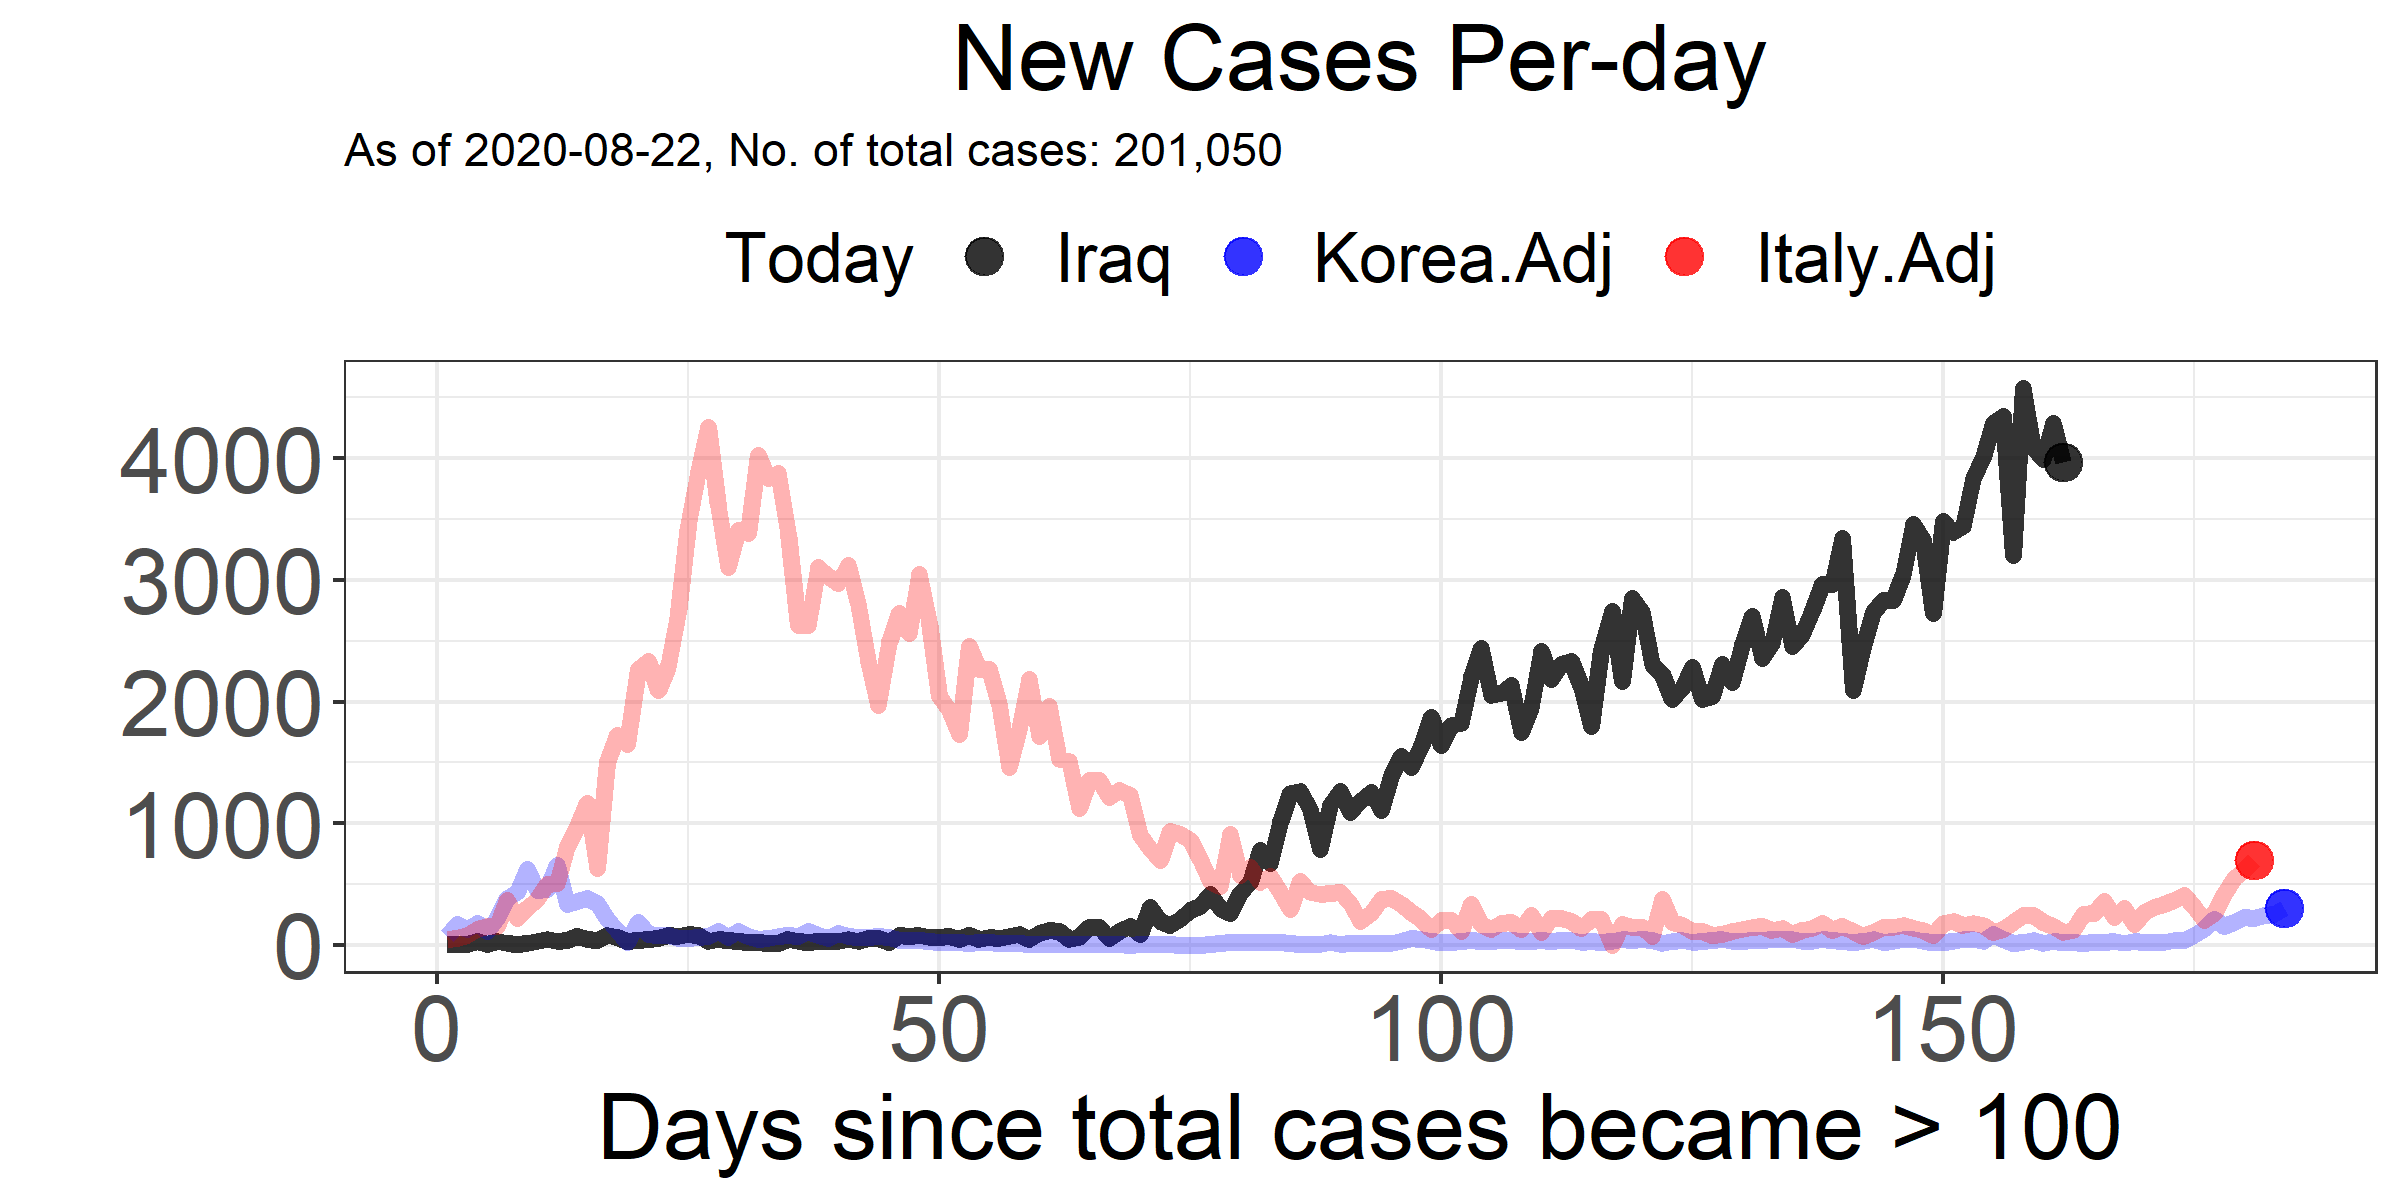 New Cases Per-day
As of 2020-08-22, No. of total cases: 201,050
Today Iraq Korea.Adj Italy.Adj
4000
3000
2000
1000
0
0 50 100 150
Days since total cases became > 100